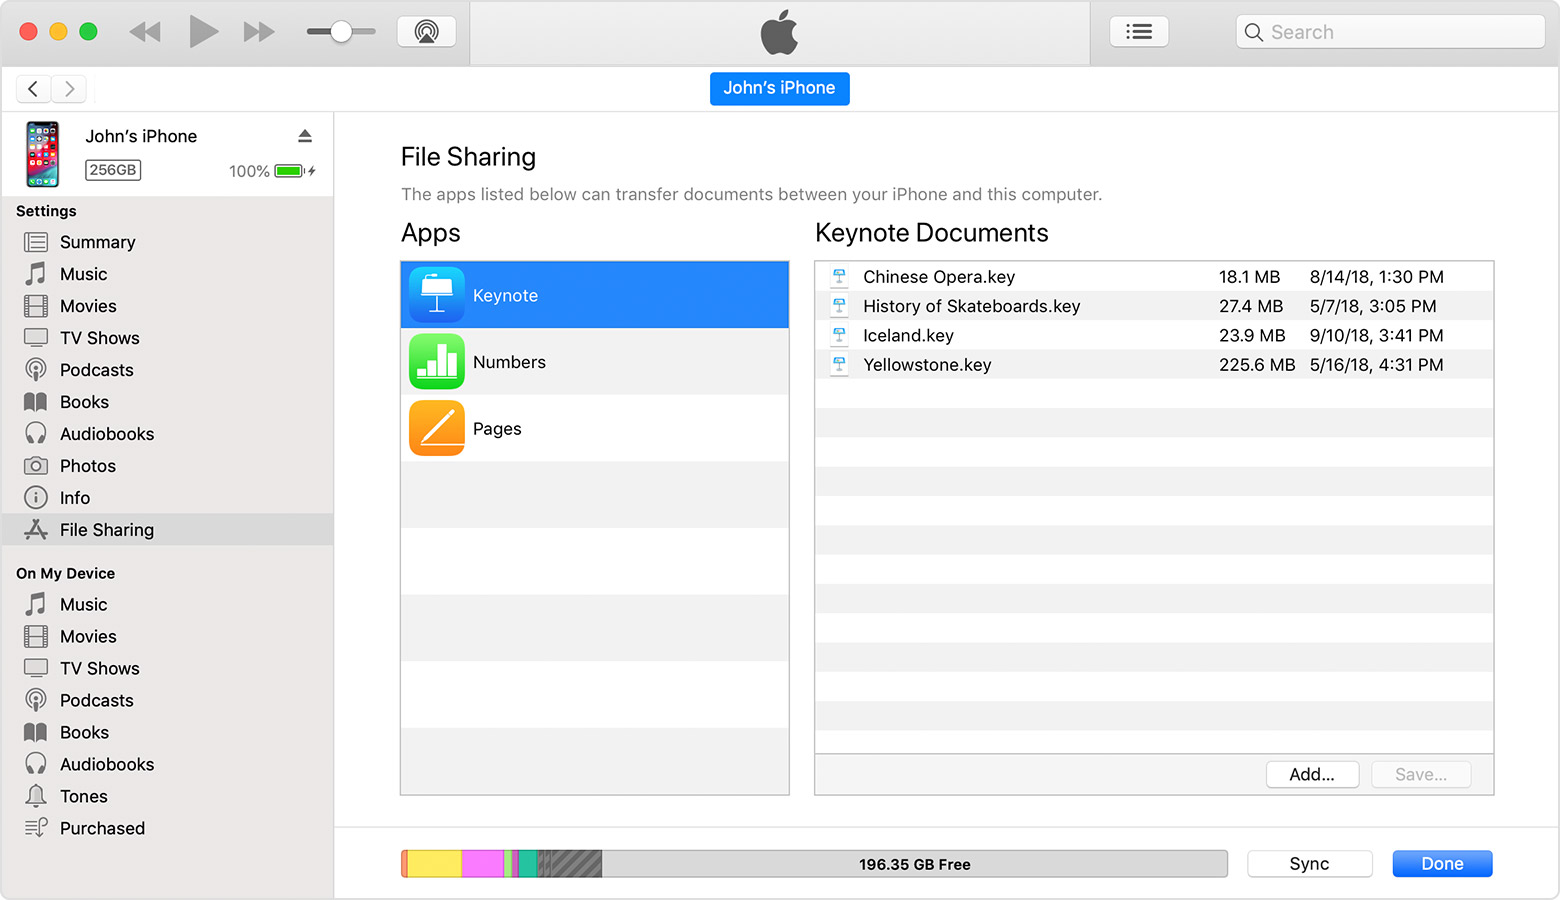 Search
John’s iPhone
John’s iPhone
256GB 100%
Settings
Summary
Music
Movies
TV Shows
Podcasts
Books
Audiobooks
Photos
Info
File Sharing
On My Device
Music
Movies
TV Shows
Podcasts
Books
Audiobooks
Tones
Purchased
File Sharing
The apps listed below can transfer documents between your iPhone and this computer.
Apps
Keynote
Numbers
Pages
Keynote Documents
Chinese Opera.key 18.1 MB 8/14/18, 1:30 PM
History of Skateboards.key 27.4 MB 5/7/18, 3:05 PM
Iceland.key 23.9 MB 9/10/18, 3:41 PM
Yellowstone.key 225.6 MB 5/16/18, 4:31 PM
Add... Save...
196.35 GB Free
Sync Done